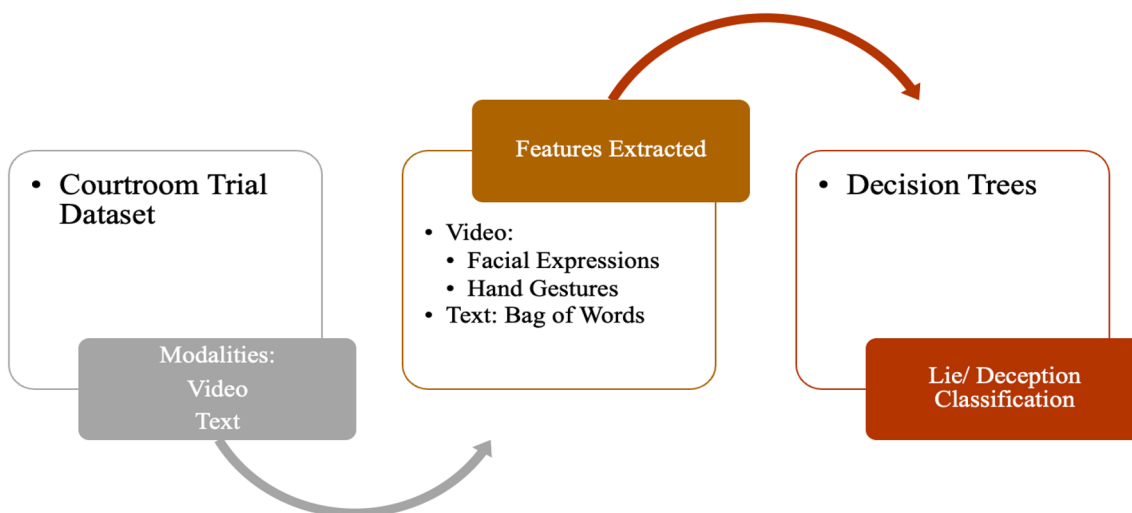 • Courtroom Trial
Dataset
Modalities:
Video
Text
Features Extracted
• Video:
• Facial Expressions
• Hand Gestures
• Text: Bag of Words
• Decision Trees
Lie/ Deception
Classification